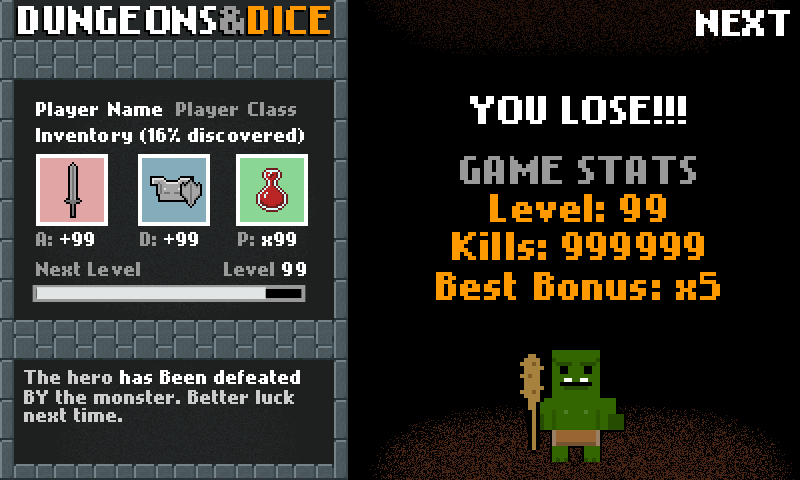 DUNGEONS&DICE
Player Name Player Class
Inventory (16% discovered)
A: +99 D: +99 P: x99
Next Level Level 99
The hero has Been defeated
BY the monster. Better luck
next time.
NEXT
YOU LOSE!!!
GAME STATS
Level: 99
Kills: 999999
Best Bonus: x5